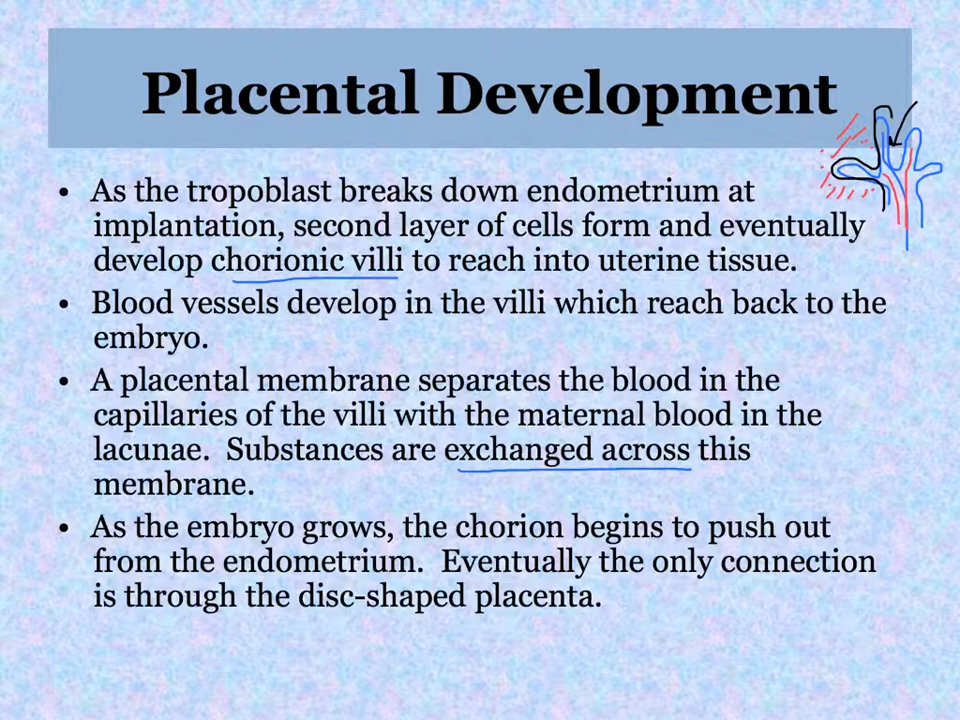 Placental Development
• As the tropoblast breaks down endometrium at
implantation, second layer of cells form and eventually
develop chorionic villi to reach into uterine tissue.
• Blood vessels develop in the villi which reach back to the
embryo.
• A placental membrane separates the blood in the
capillaries of the villi with the maternal blood in the
lacunae.  Substances are exchanged across this
membrane.
• As the embryo grows, the chorion begins to push out
from the endometrium.  Eventually the only connection
is through the disc-shaped placenta.